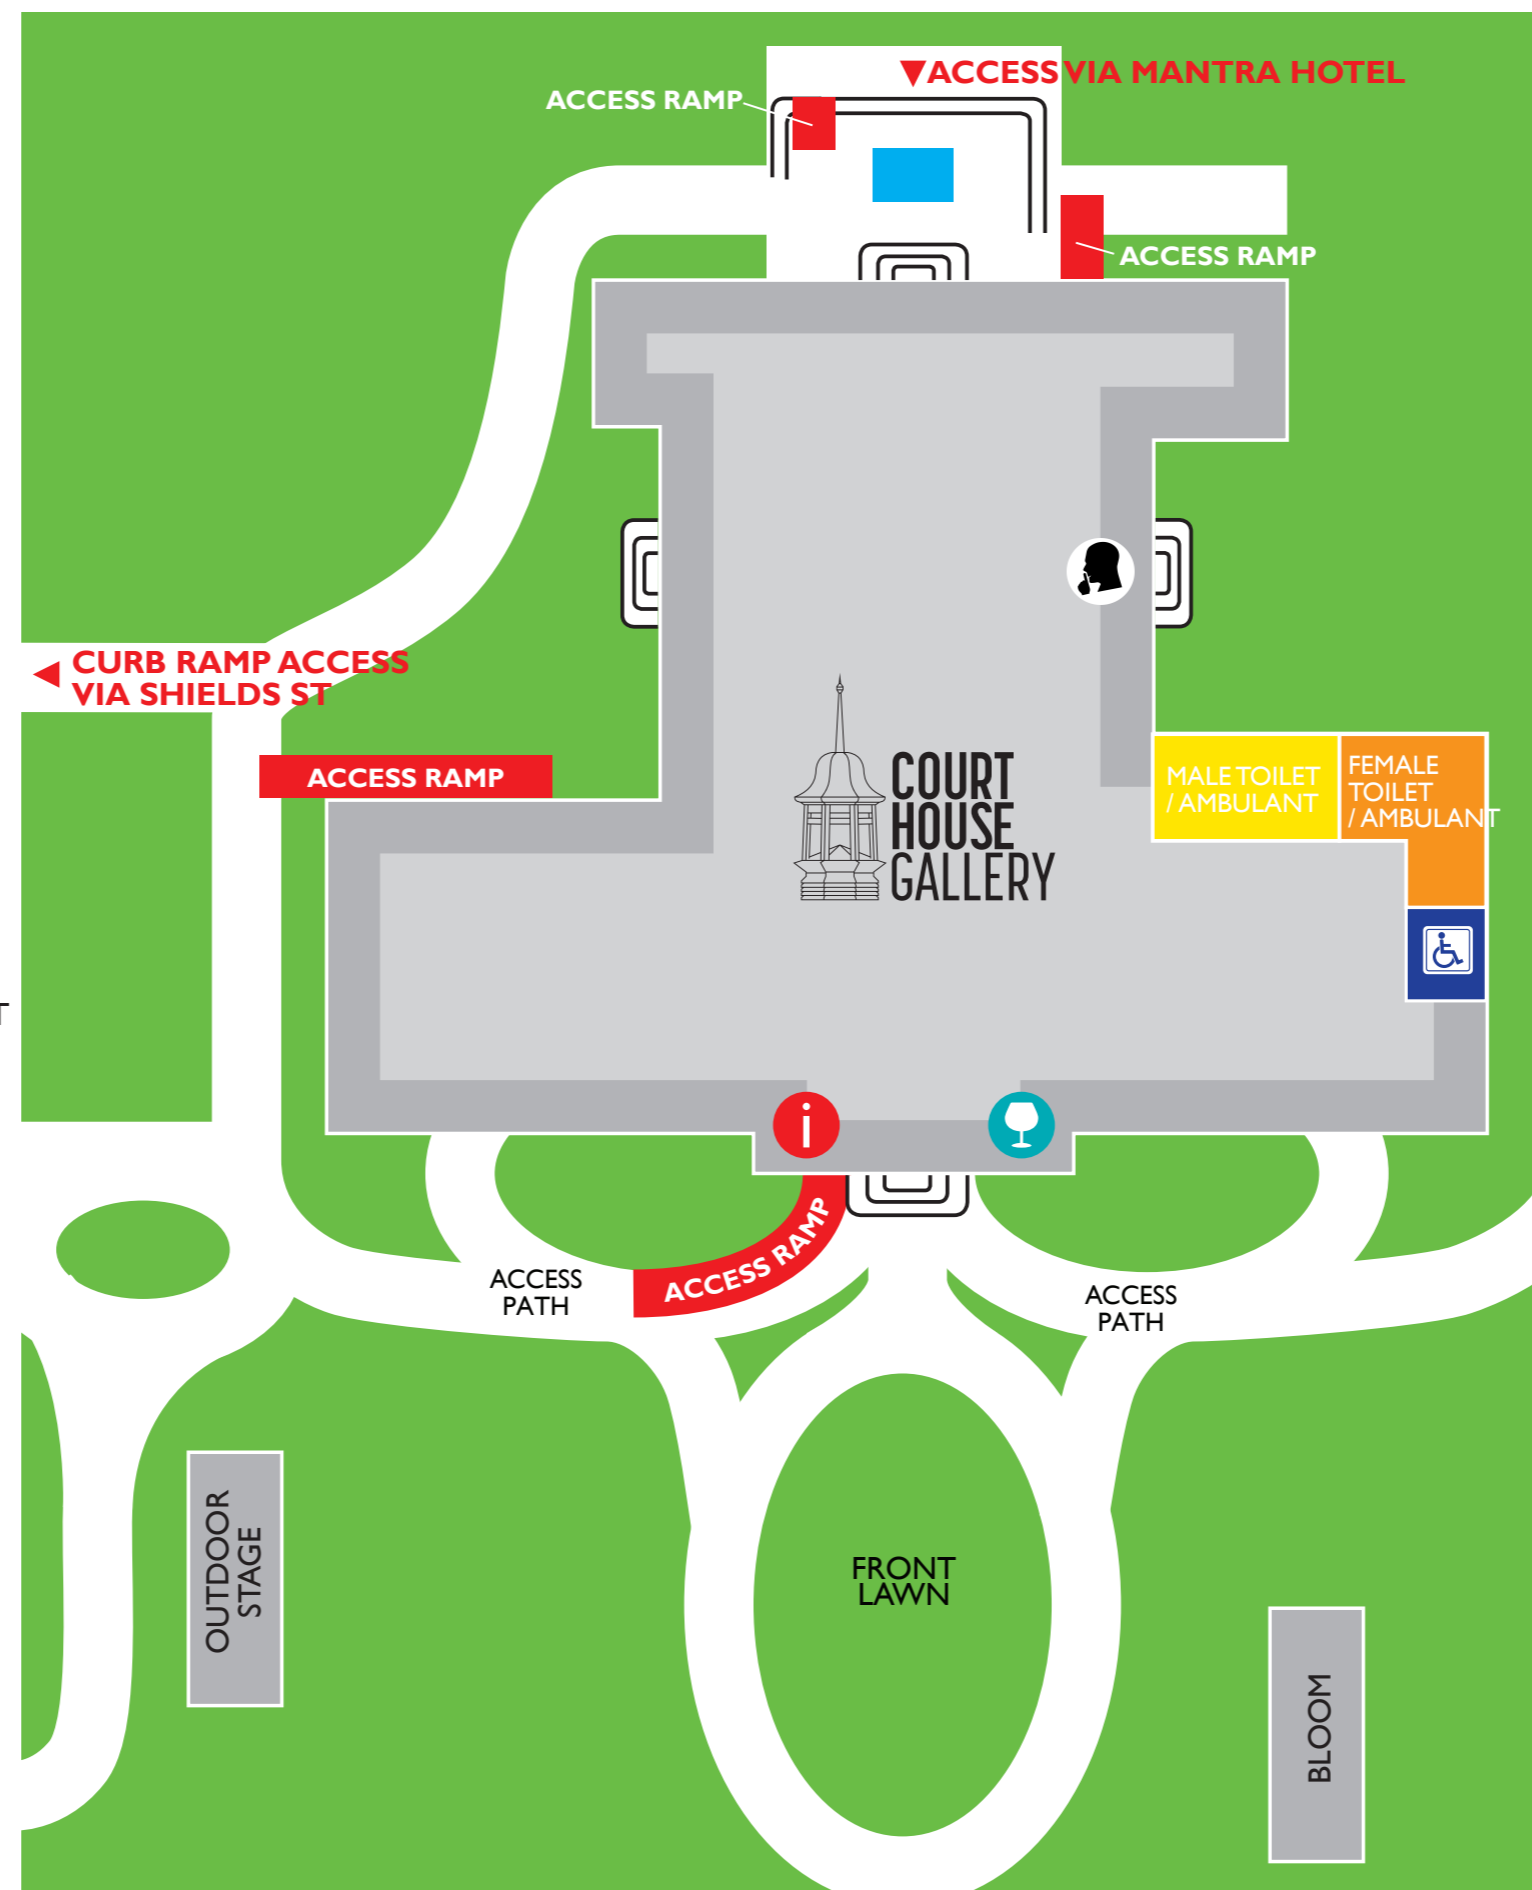 ACCESS VIA MANTRA HOTEL
ACCESS RAMP
ACCESS RAMP
CURB RAMP ACCESS
VIA SHIELDS ST
ACCESS RAMP
COURT
HOUSE
GALLERY
MALE TOILET
/ AMBULANT
FEMALE
TOILET
/ AMBULANT
T
i
ACCESS RAMP
ACCESS
PATH
ACCESS
PATH
OUTDOOR
STAGE
FRONT
LAWN
BLOOM